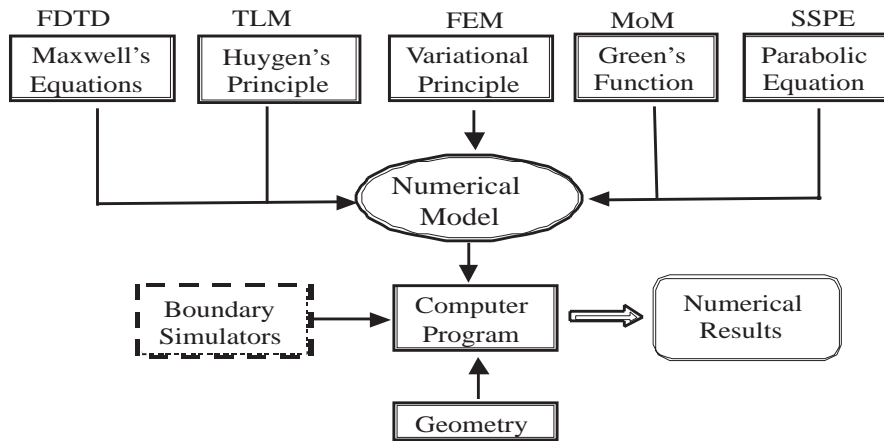 FDTD TLM FEM MoM SSPE
Maxwell's Equations
Huygen's Principle
Variational Principle
Green's Function
Parabolic Equation
Numerical Model
Boundary Simulators
Computer Program
Numerical Results
Geometry